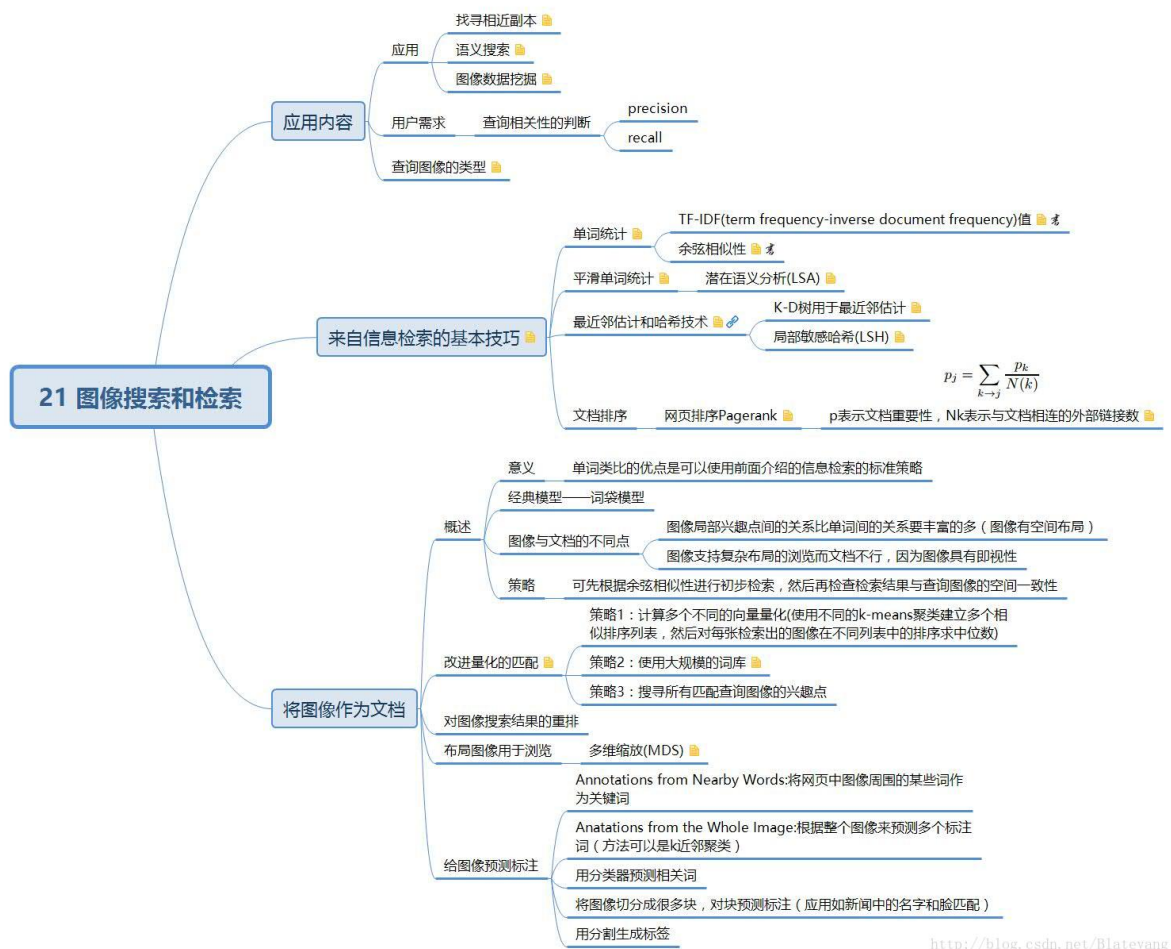 21 图像搜索和检索
应用内容
应用
找寻相近副本
语义搜索
图像数据挖掘
用户需求
查询相关性的判断
precision
recall
查询图像的类型
来自信息检索的基本技巧
单词统计
TF-IDF(term frequency-inverse document frequency)值
余弦相似性
平滑单词统计
潜在语义分析(LSA)
最近邻估计和哈希技术
K-D树用于最近邻估计
局部敏感哈希(LSH)
文档排序
网页排序Pagerank
p_j = \sum_{k→j} \frac{p_k}{N(k)}
p表示文档重要性，Nk表示与文档相连的外部链接数
将图像作为文档
概述
意义
单词类比的优点是可以使用前面介绍的信息检索的标准策略
经典模型——词袋模型
图像与文档的不同点
图像局部兴趣点间的关系比单词间的关系要丰富的多（图像有空间布局）
图像支持复杂布局的浏览而文档不行，因为图像具有即视性
策略
可先根据余弦相似性进行初步检索，然后再检查检索结果与查询图像的空间一致性
改进量化的匹配
策略1：计算多个不同的向量量化(使用不同的k-means聚类建立多个相
似排序列表，然后对每张检索出的图像在不同列表中的排序求中位数)
策略2：使用大规模的词库
策略3：搜寻所有匹配查询图像的兴趣点
对图像搜索结果的重排
布局图像用于浏览
多维缩放(MDS)
给图像预测标注
Annotations from Nearby Words:将网页中图像周围的某些词作
为关键词
Anatations from the Whole Image:根据整个图像来预测多个标注
词（方法可以是k近邻聚类）
用分类器预测相关词
将图像切分成很多块，对块预测标注（应用如新闻中的名字和脸匹配）
用分割生成标签
http://blog.csdn.net/Blateyang